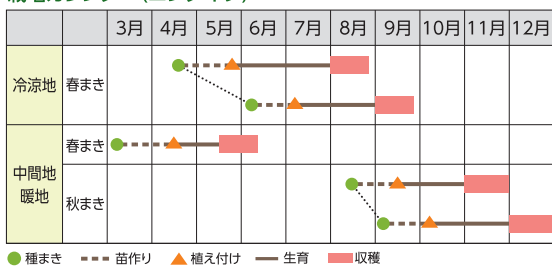 3月 4月 5月 6月 7月 8月 9月 10月 11月 12月
冷涼地 春まき
中間地
暖地
春まき
秋まき
種まき 苗作り 植え付け 生育 収穫